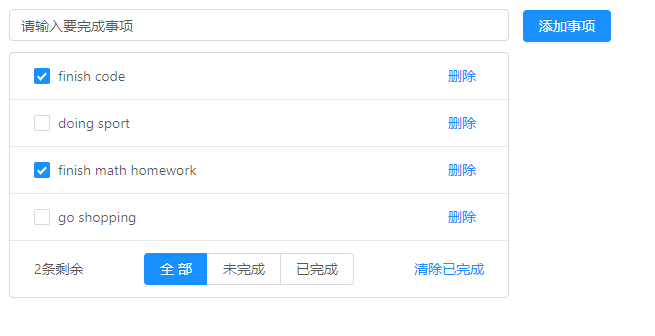 请输入要完成事项 添加事项
finish code 删除
doing sport 删除
finish math homework 删除
go shopping 删除
2条剩余 全 部 未完成 已完成 清除已完成